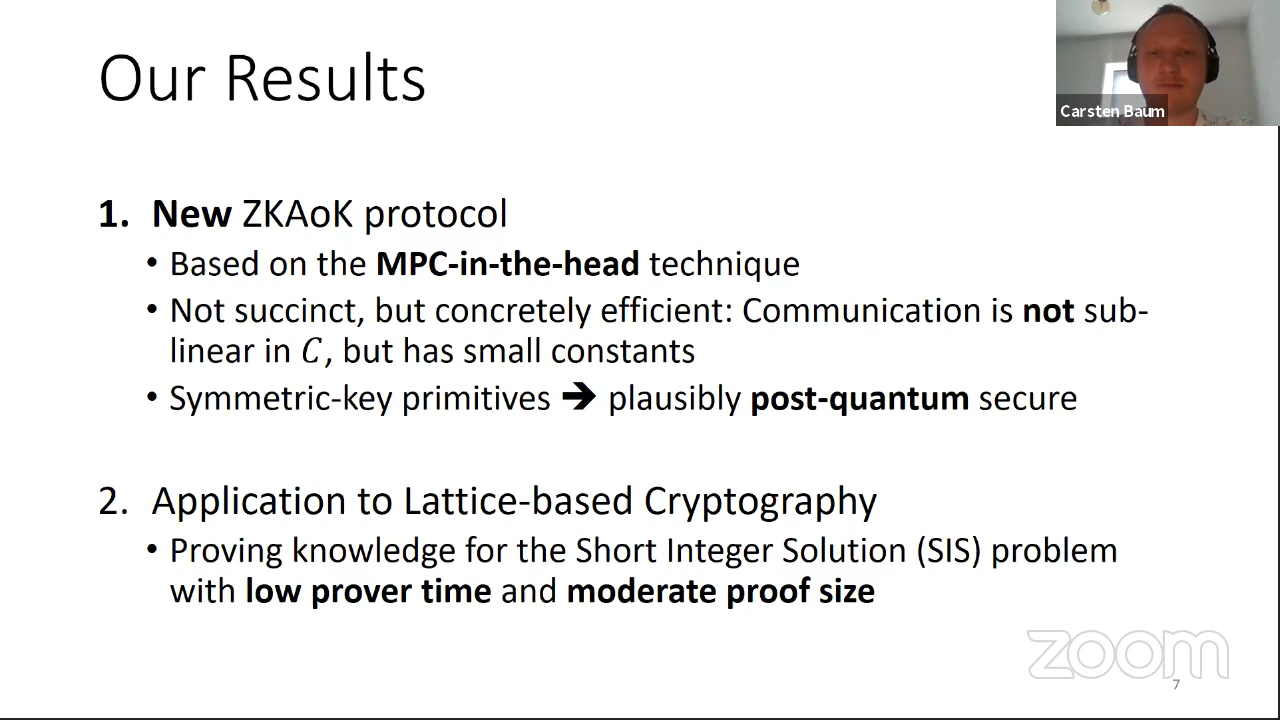 Our Results
Carsten Baum
1. New ZKAoK protocol
• Based on the MPC-in-the-head technique
• Not succinct, but concretely efficient: Communication is not sub-
linear in C, but has small constants
• Symmetric-key primitives ➔ plausibly post-quantum secure
2. Application to Lattice-based Cryptography
• Proving knowledge for the Short Integer Solution (SIS) problem
with low prover time and moderate proof size
zoom
7